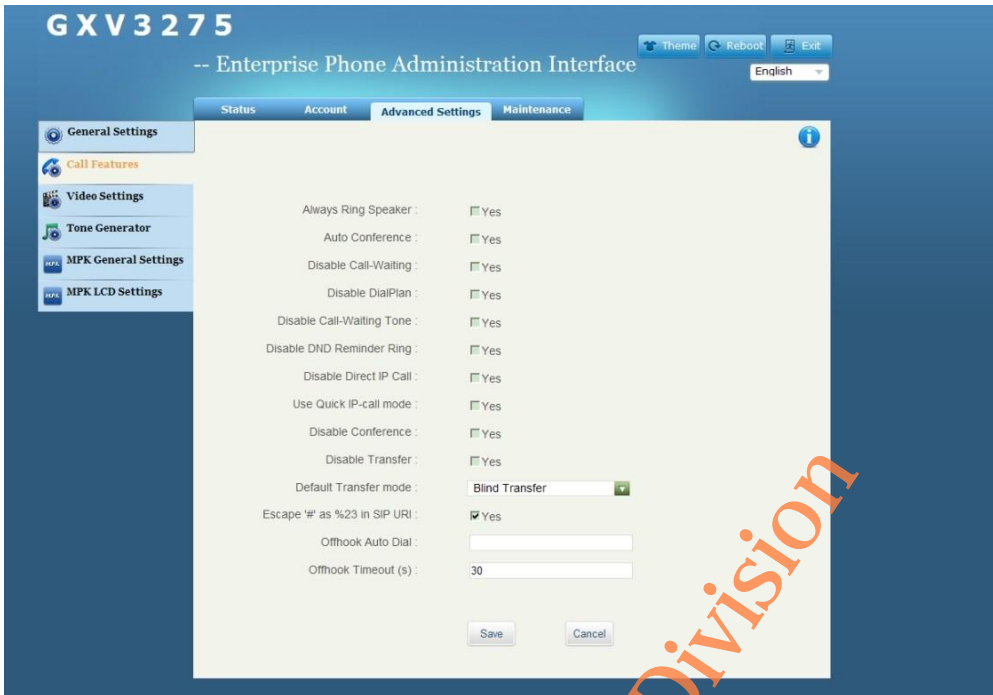 GXV3275
-- Enterprise Phone Administration Interface
Theme Reboot Exit
English
Status Account Advanced Settings Maintenance
General Settings
Call Features
Video Settings
Tone Generator
MPK MPK General Settings
MPK MPK LCD Settings
Always Ring Speaker : Yes
Auto Conference : Yes
Disable Call-Waiting : Yes
Disable DialPlan : Yes
Disable Call-Waiting Tone : Yes
Disable DND Reminder Ring : Yes
Disable Direct IP Call : Yes
Use Quick IP-call mode : Yes
Disable Conference : Yes
Disable Transfer : Yes
Default Transfer mode : Blind Transfer
Escape '#' as %23 in SIP URI : Yes
Offhook Auto Dial :
Offhook Timeout (s) : 30
Save Cancel
Division